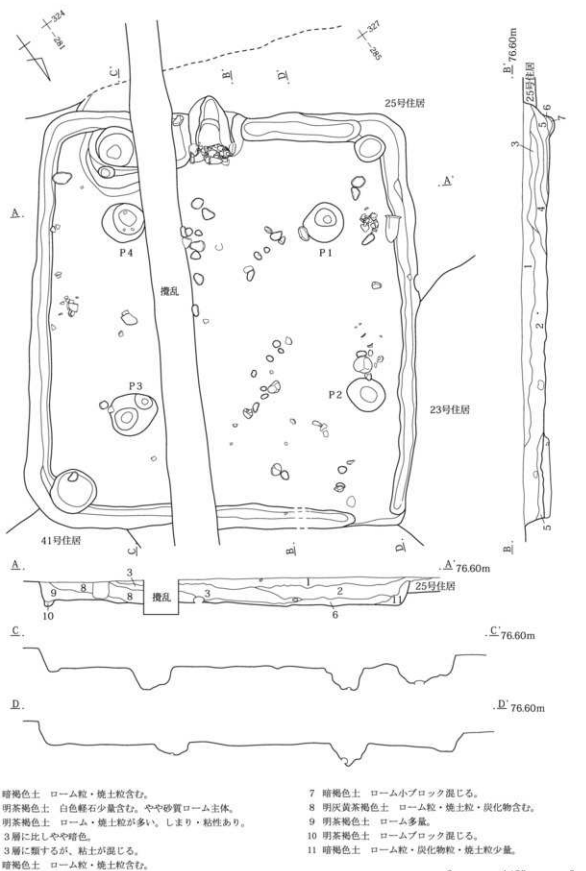 324
-281
327
-285
C'
B'
D'
25号住居
A
A'
P4
P1
攪乱
P3
P2
23号住居
41号住居
C
B
D
B' 76.60m
25号住居
6
5
7
3
4
1
2
B
5
A
A' 76.60m
3
1
25号住居
9
8
2
8
攪乱
3
11
10
6
C
C' 76.60m
D
D' 76.60m
暗褐色土 ローム粒・焼土粒含む。
明茶褐色土 白色軽石少量含む。やや砂質ローム主体。
明茶褐色土 ローム・焼土粒が多い。しまり・粘性あり。
3層に比しやや暗色。
3層に類するが、粘土が混じる。
暗褐色土 ローム粒・焼土粒含む。
7 暗褐色土 ローム小ブロック混じる。
8 明灰黄茶褐色土 ローム粒・焼土粒・炭化物含む。
9 明茶褐色土 ローム多量。
10 明茶褐色土 ロームブロック混じる。
11 暗褐色土 ローム粒・炭化物粒・焼土粒少量。